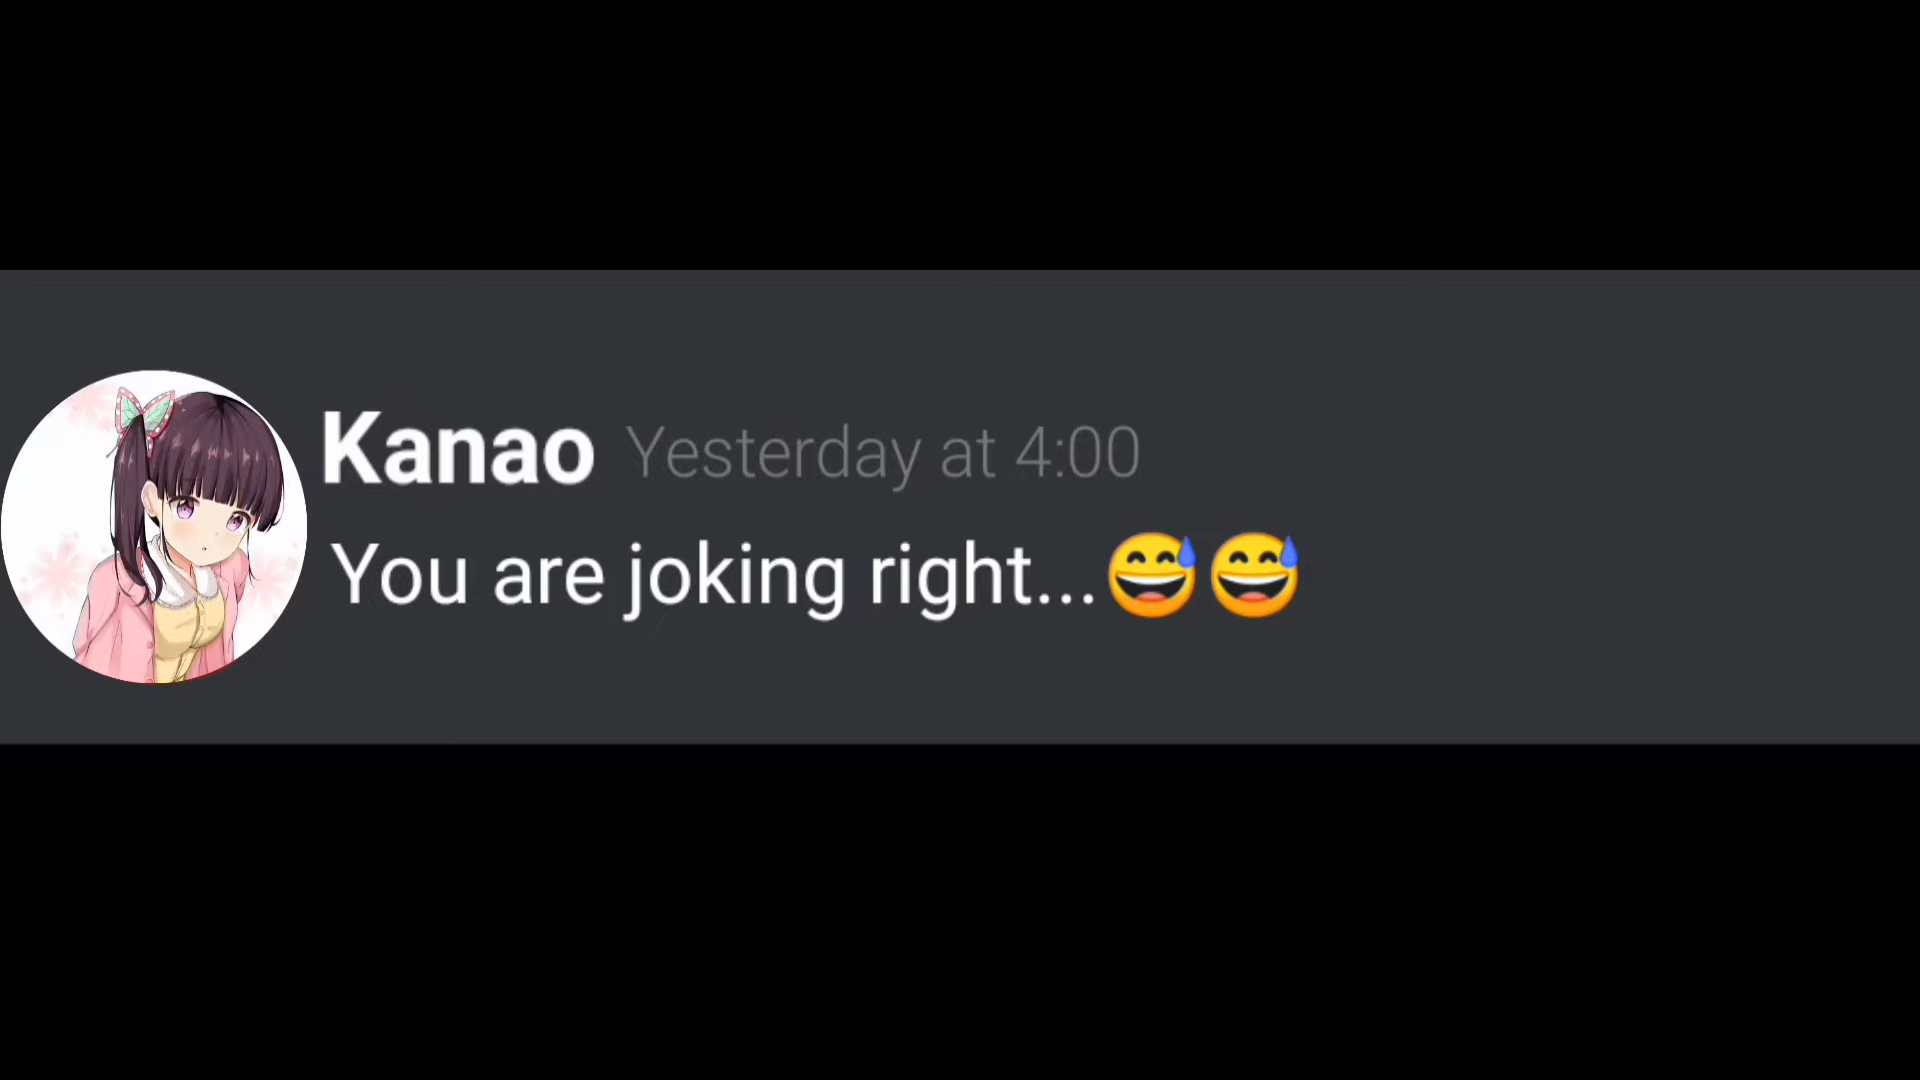 Kanao Yesterday at 4:00
You are joking right...😅😅